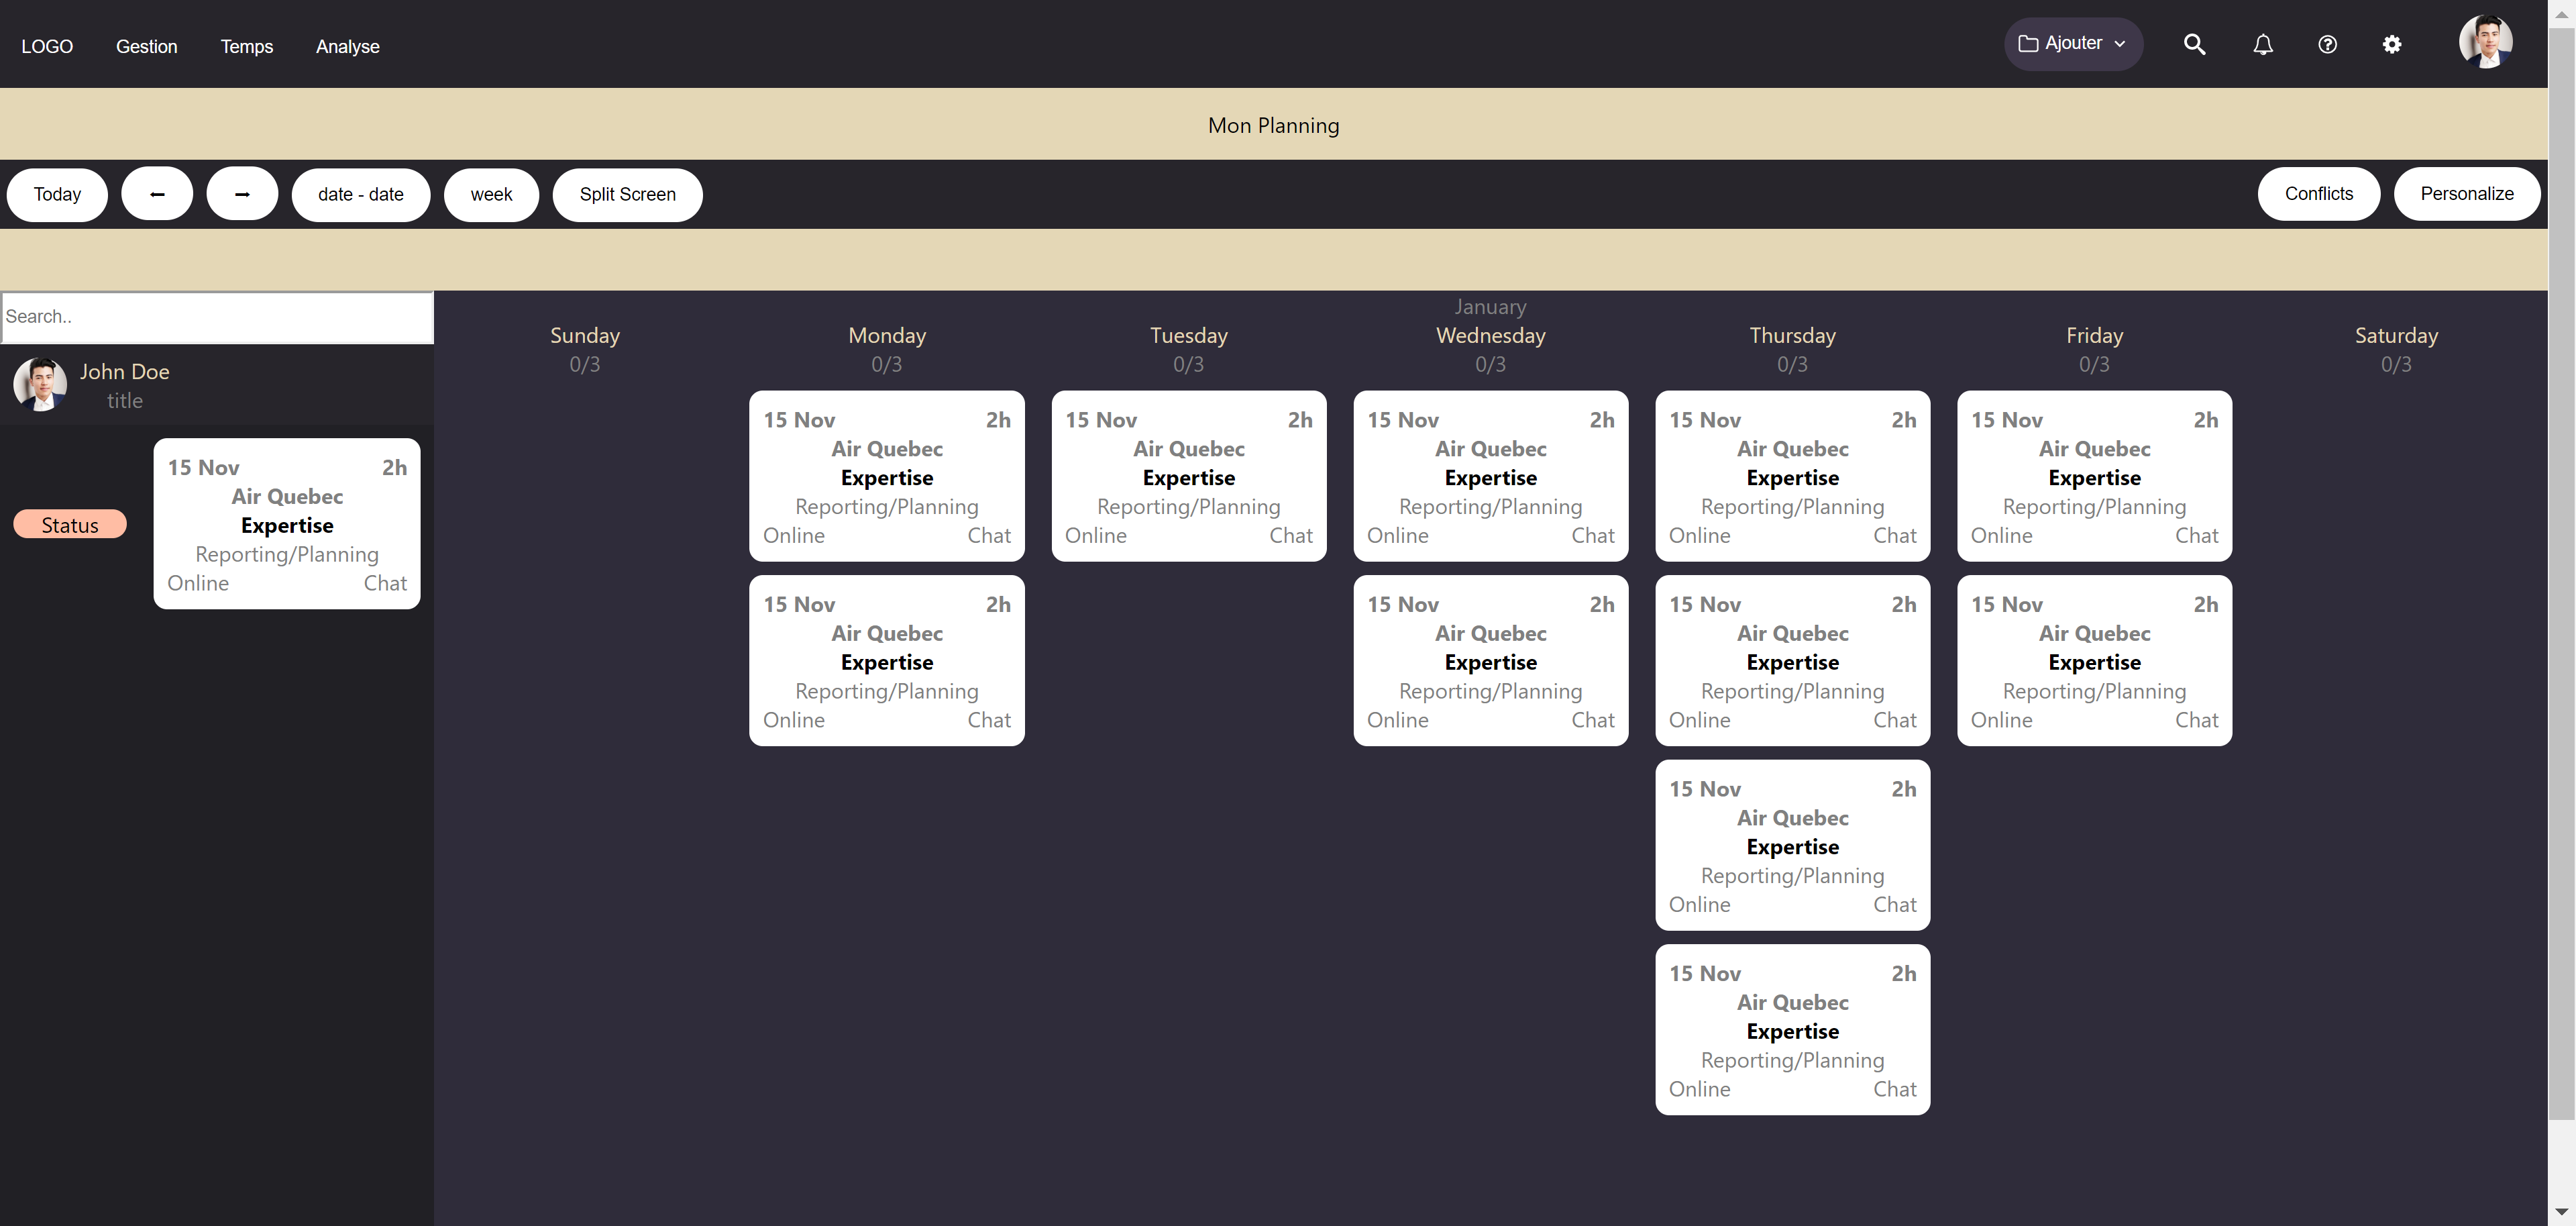 LOGO Gestion Temps Analyse Ajouter
Mon Planning
Today date - date week Split Screen Conflicts Personalize
Search..
John Doe
title
Status
15 Nov 2h
Air Quebec
Expertise
Reporting/Planning
Online Chat
January
Sunday Monday Tuesday Wednesday Thursday Friday Saturday
0/3 0/3 0/3 0/3 0/3 0/3 0/3
15 Nov 2h 15 Nov 2h 15 Nov 2h 15 Nov 2h 15 Nov 2h
Air Quebec Air Quebec Air Quebec Air Quebec Air Quebec
Expertise Expertise Expertise Expertise Expertise
Reporting/Planning Reporting/Planning Reporting/Planning Reporting/Planning Reporting/Planning
Online Chat Online Chat Online Chat Online Chat Online Chat
15 Nov 2h 15 Nov 2h 15 Nov 2h 15 Nov 2h
Air Quebec Air Quebec Air Quebec Air Quebec
Expertise Expertise Expertise Expertise
Reporting/Planning Reporting/Planning Reporting/Planning Reporting/Planning
Online Chat Online Chat Online Chat Online Chat
15 Nov 2h
Air Quebec
Expertise
Reporting/Planning
Online Chat
15 Nov 2h
Air Quebec
Expertise
Reporting/Planning
Online Chat